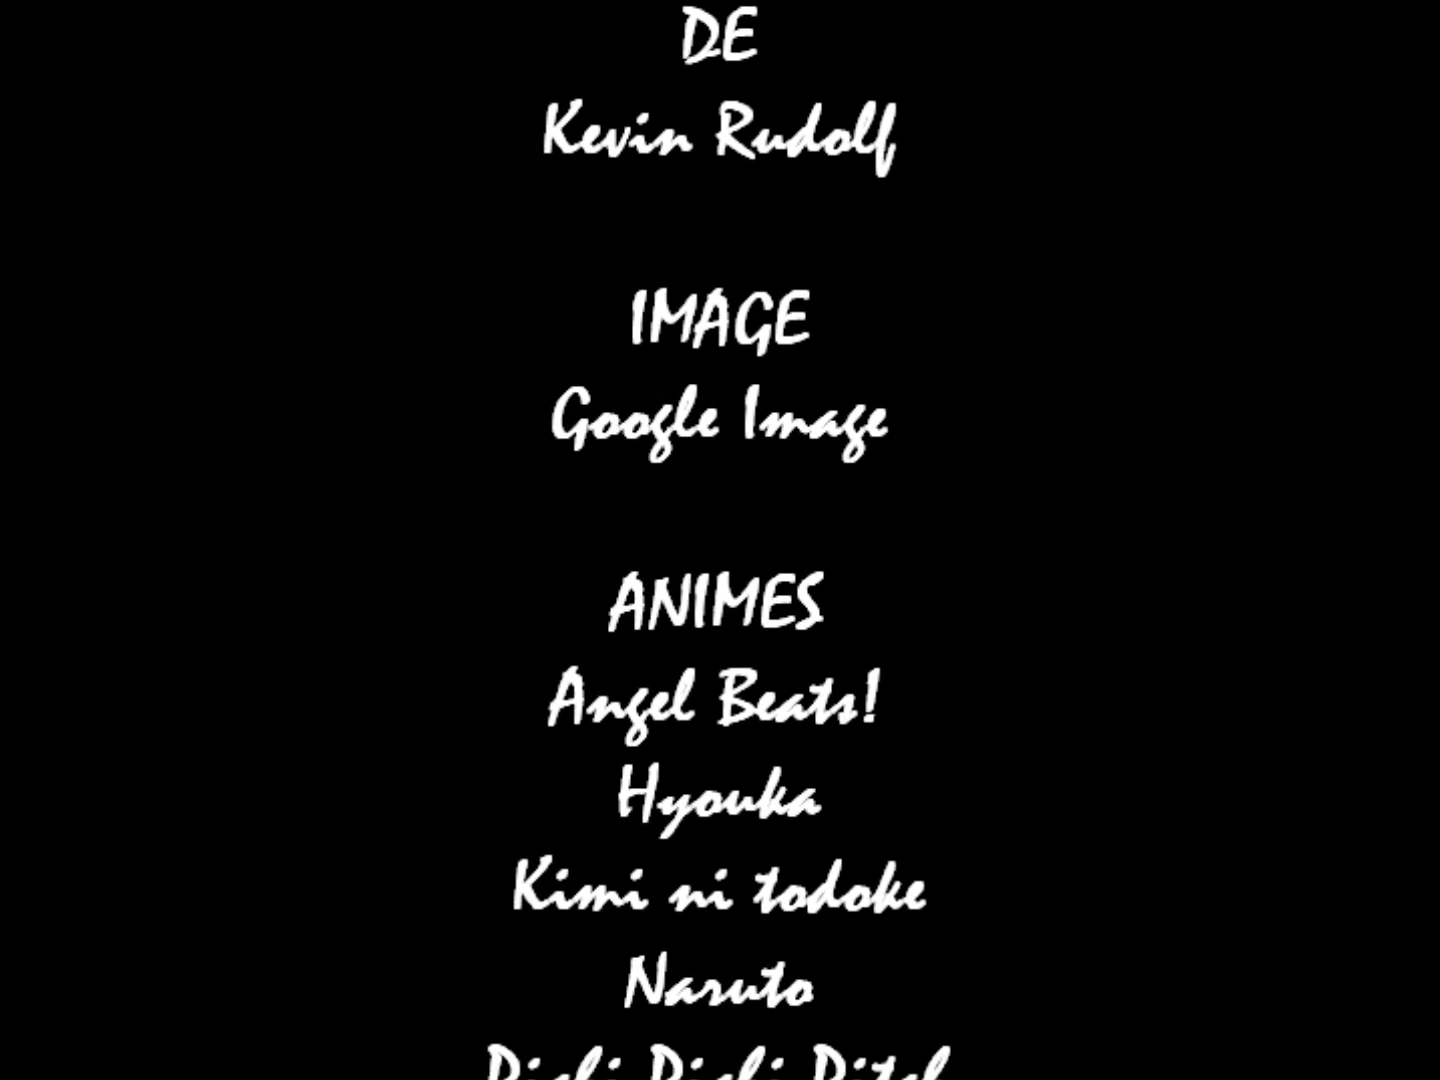 DE
Kevin Rudolf
IMAGE
Google Image
ANIMES
Angel Beats!
Hyouka
Kimi ni todoke
Naruto